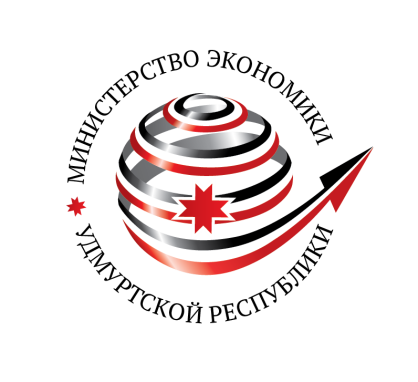 МИНИСТЕРСТВО ЭКОНОМИКИ
УДМУРТСКОЙ РЕСПУБЛИКИ